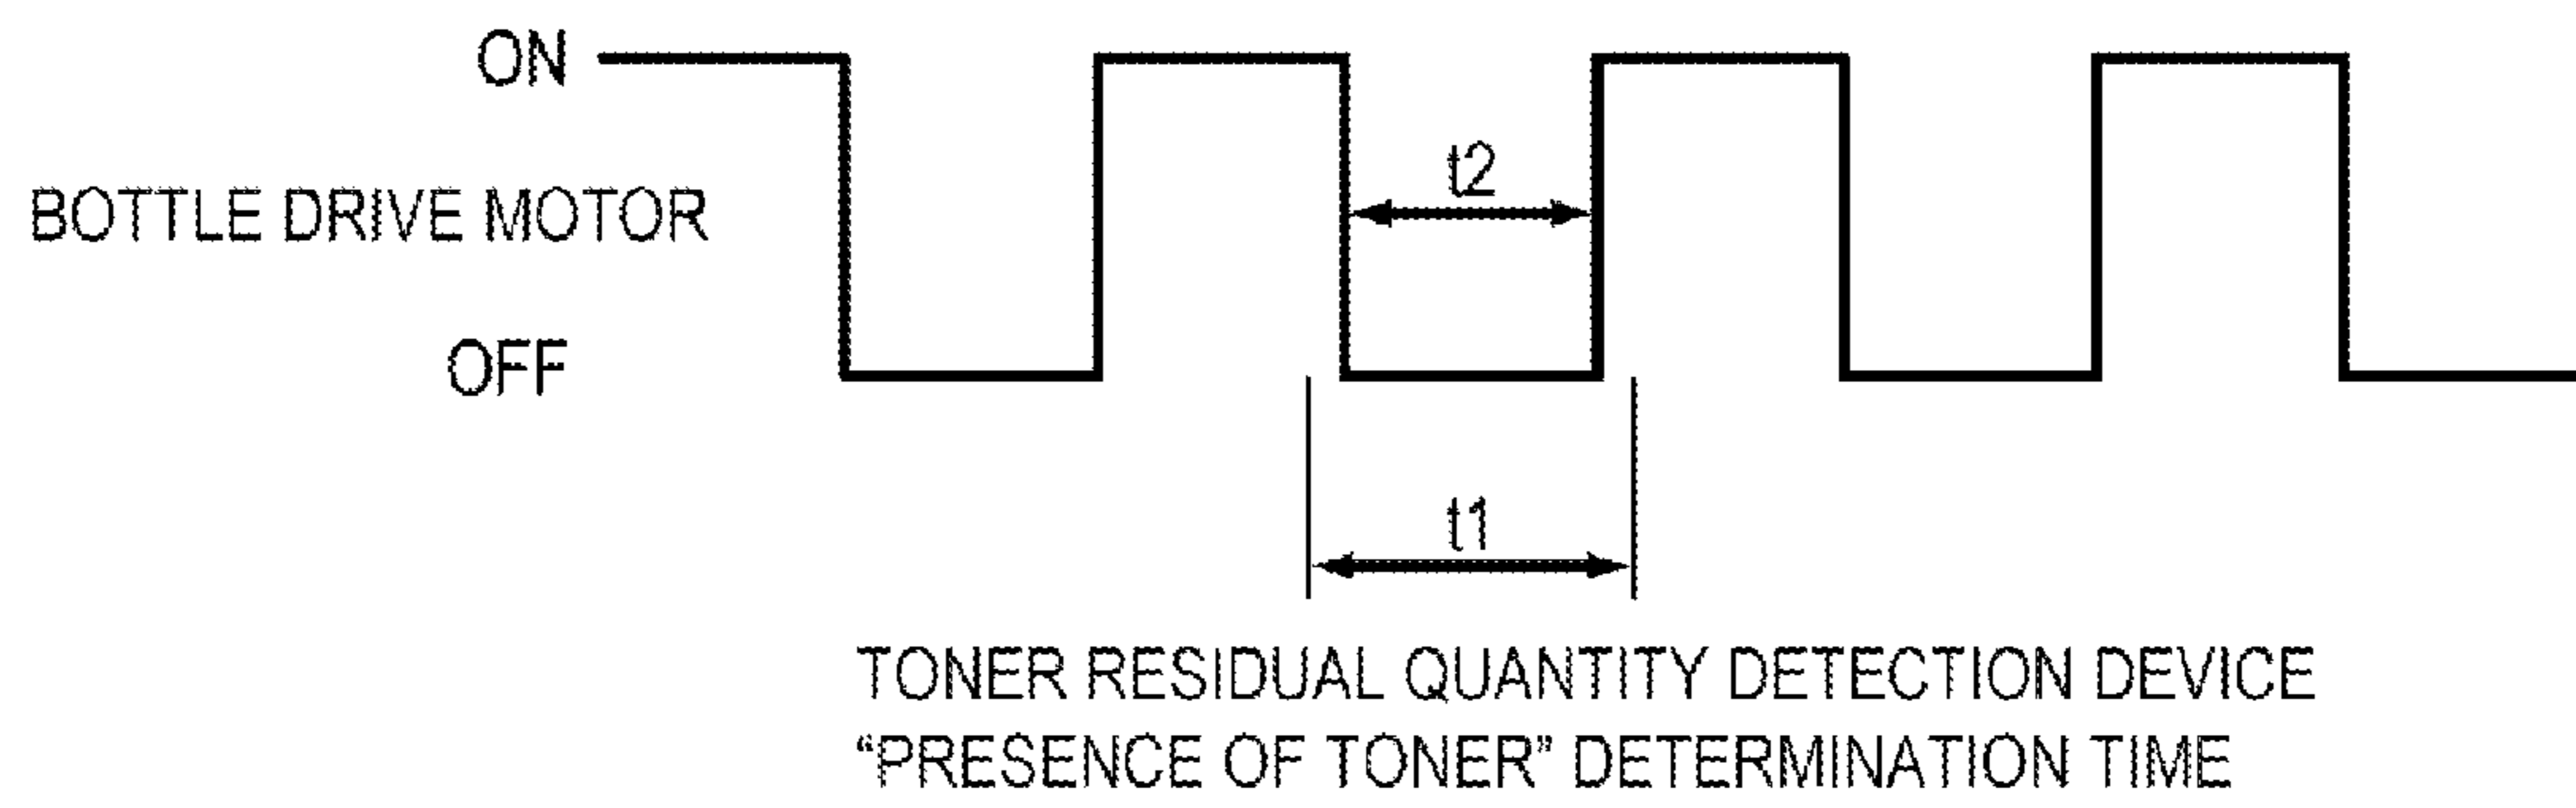 ON
BOTTLE DRIVE MOTOR
OFF
t2
t1
TONER RESIDUAL QUANTITY DETECTION DEVICE
“PRESENCE OF TONER” DETERMINATION TIME